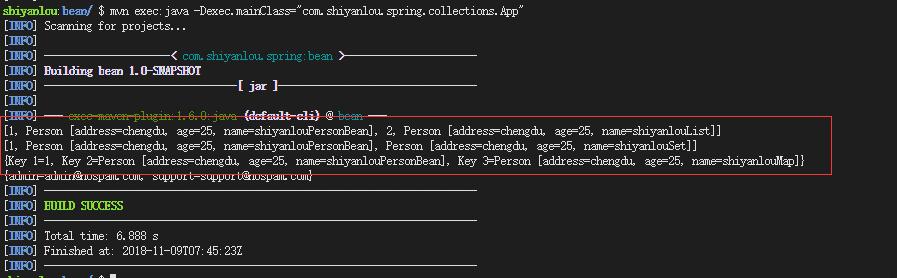 shiyanlou:bean/ $ mvn exec:java -Dexec.mainClass="com.shiyanlou.spring.collections.App"
[INFO] Scanning for projects...
[INFO]
[INFO] ----------------------< com.shiyanlou.spring:bean >----------------------
[INFO] Building bean 1.0-SNAPSHOT
[INFO] --------------------------------[ jar ]---------------------------------
[INFO]
[INFO] --- exec-maven-plugin:1.6.0:java (default-cli) @ bean ---
[1, Person [address=chengdu, age=25, name=shiyanlouPersonBean], 2, Person [address=chengdu, age=25, name=shiyanlouList]]
[1, Person [address=chengdu, age=25, name=shiyanlouPersonBean], Person [address=chengdu, age=25, name=shiyanlouSet]]
{Key 1=1, Key 2=Person [address=chengdu, age=25, name=shiyanlouPersonBean], Key 3=Person [address=chengdu, age=25, name=shiyanlouMap]}
{admin-admin@nospam.com, support-support@nospam.com}
[INFO] ------------------------------------------------------------------------
[INFO] BUILD SUCCESS
[INFO] ------------------------------------------------------------------------
[INFO] Total time: 6.888 s
[INFO] Finished at: 2018-11-09T07:45:23Z
[INFO] ------------------------------------------------------------------------